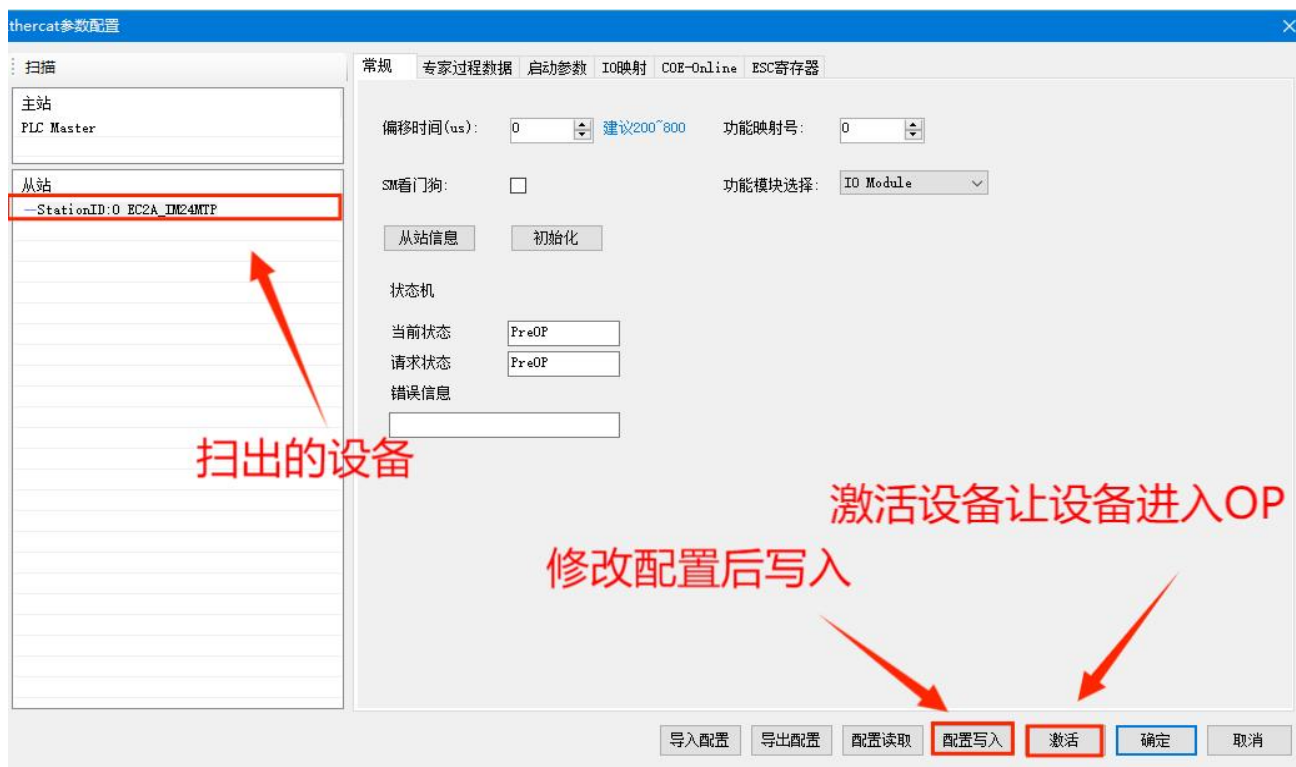 thercat参数配置
扫描
主站
PLC Master
从站
—StationID:0 EC2A_IM24MTP
常规 专家过程数据 启动参数 IO映射 COE-Online ESC寄存器
偏移时间(us): 0 建议200~800 功能映射号: 0
SM看门狗: 功能模块选择: IO Module
从站信息 初始化
状态机
当前状态 PreOP
请求状态 PreOP
错误信息
扫出的设备
激活设备让设备进入OP
修改配置后写入
导入配置 导出配置 配置读取 配置写入 激活 确定 取消